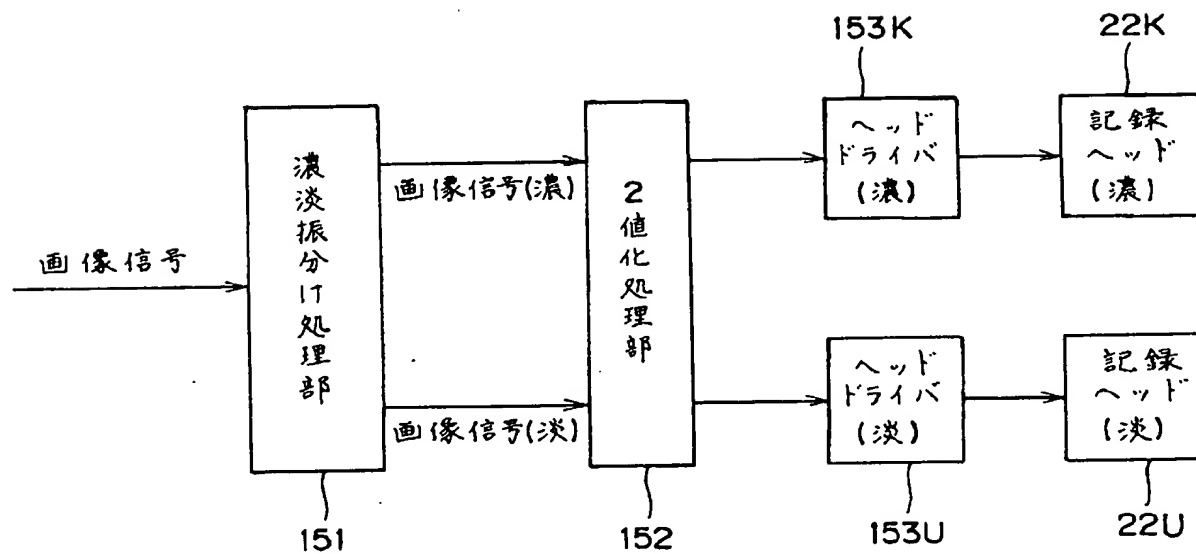 153K
22K
画像信号
濃淡振分け処理部
画像信号(濃)
画像信号(淡)
2値化処理部
ヘッド
ドライバ
(濃)
記録
ヘッド
(濃)
ヘッド
ドライバ
(淡)
記録
ヘッド
(淡)
151
152
153U
22U